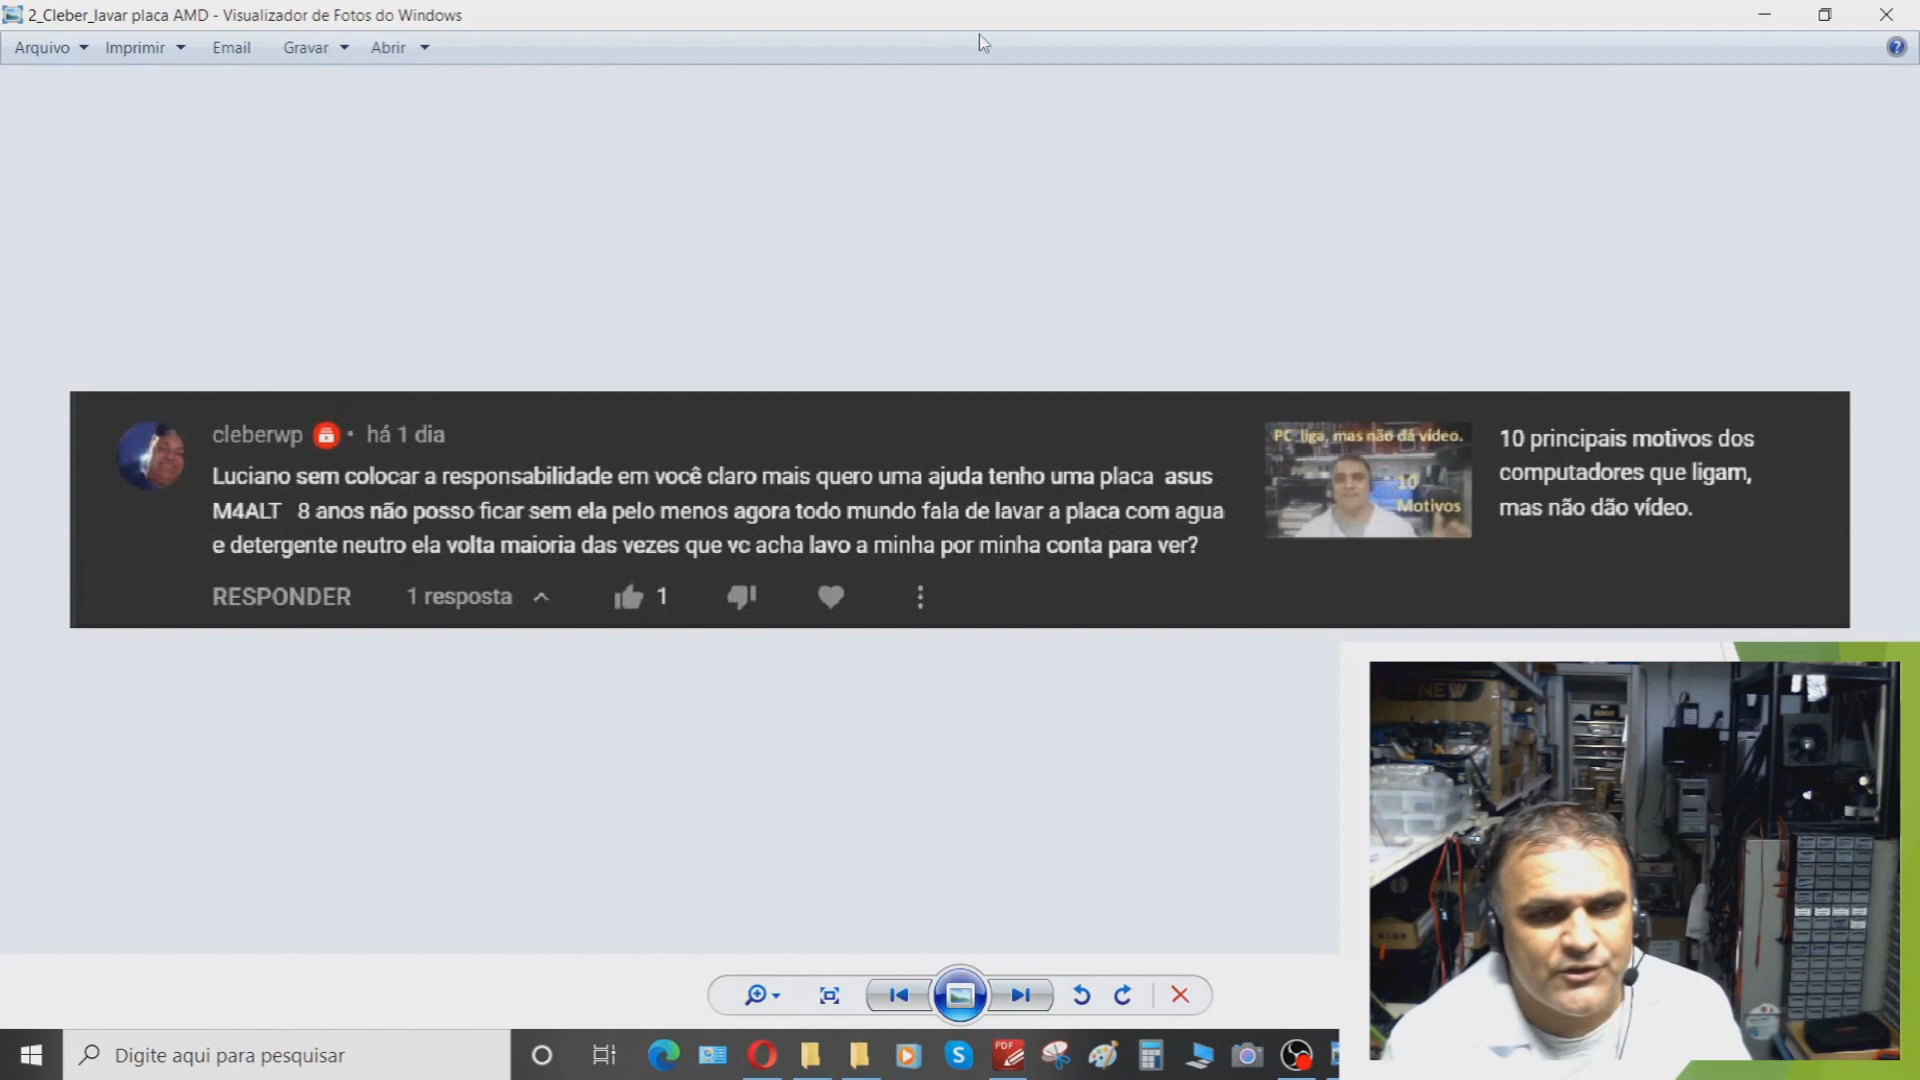 2_Cleber_lavar placa AMD - Visualizador de Fotos do Windows
Arquivo Imprimir Email Gravar Abrir
cleberwp • há 1 dia
Luciano sem colocar a responsabilidade em você claro mais quero uma ajuda tenho uma placa asus
M4ALT 8 anos não posso ficar sem ela pelo menos agora todo mundo fala de lavar a placa com agua
e detergente neutro ela volta maioria das vezes que vc acha lavo a minha por minha conta para ver?
RESPONDER 1 resposta 1
PC liga, mas não dá vídeo.
10
Motivos
10 principais motivos dos
computadores que ligam,
mas não dão vídeo.
NEW
Digite aqui para pesquisar
PDF